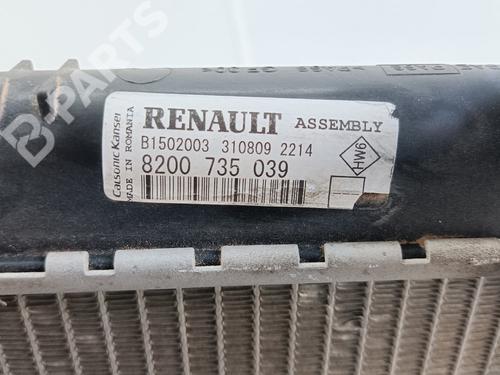 B-PARTS
RENAULT ASSEMBLY
B1502003 310809 2214
8200 735 039
Calsonic Kansei
MADE IN ROMANIA
HW6